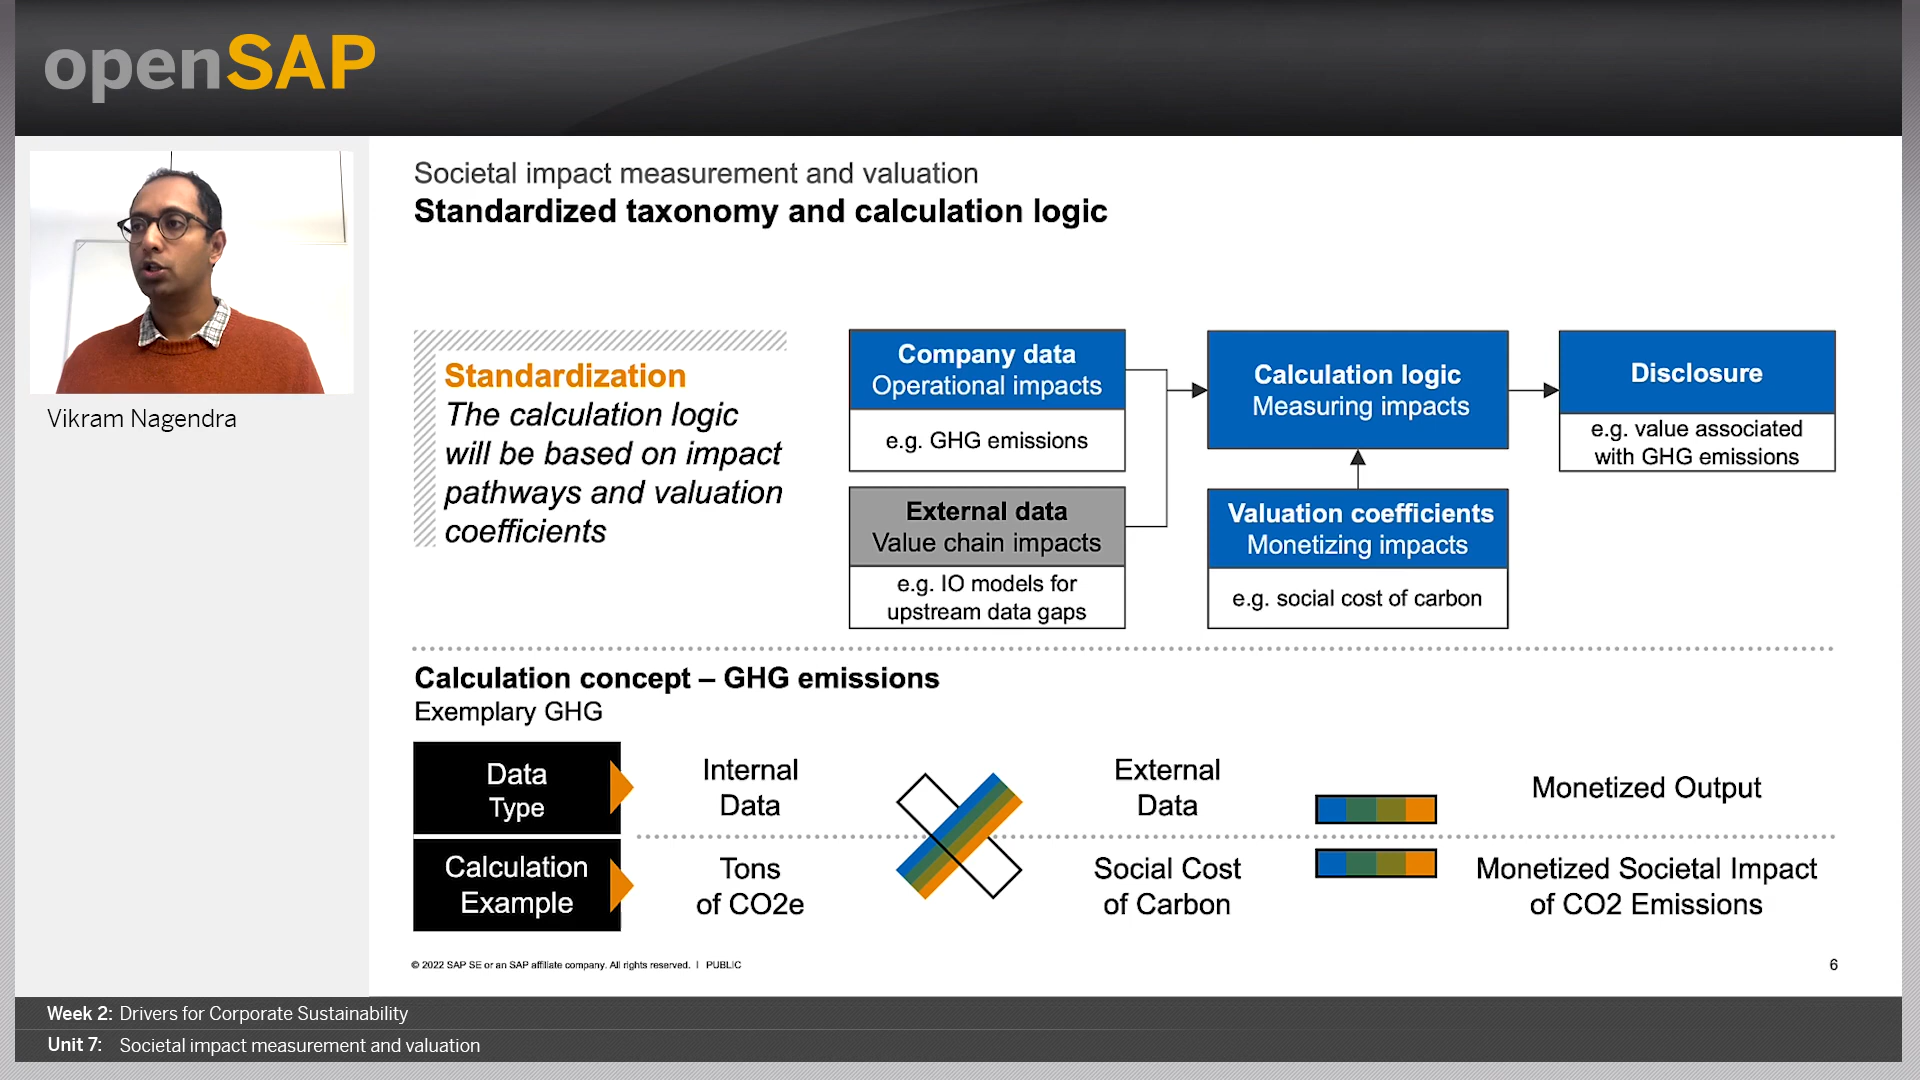 openSAP
Vikram Nagendra
Societal impact measurement and valuation
Standardized taxonomy and calculation logic
Standardization
The calculation logic
will be based on impact
pathways and valuation
coefficients
Company data
Operational impacts
e.g. GHG emissions
External data
Value chain impacts
e.g. IO models for
upstream data gaps
Calculation logic
Measuring impacts
Valuation coefficients
Monetizing impacts
e.g. social cost of carbon
Disclosure
e.g. value associated
with GHG emissions
Calculation concept – GHG emissions
Exemplary GHG
Data
Type
Internal
Data
External
Data
Monetized Output
Calculation
Example
Tons
of CO2e
Social Cost
of Carbon
Monetized Societal Impact
of CO2 Emissions
© 2022 SAP SE or an SAP affiliate company. All rights reserved. | PUBLIC
6
Week 2: Drivers for Corporate Sustainability
Unit 7: Societal impact measurement and valuation